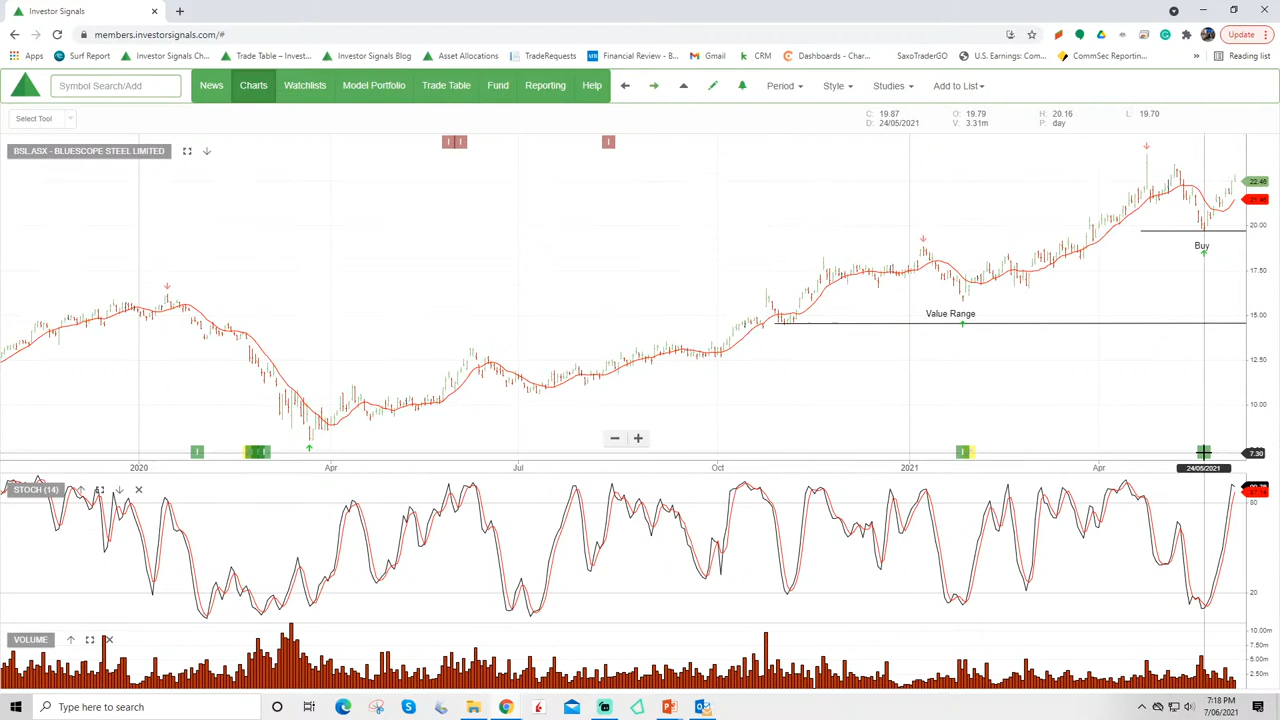 Investor Signals
members.investorsignals.com/#
Update
Apps Surf Report Investor Signals Ch... Trade Table – Invest... Investor Signals Blog Asset Allocations TradeRequests Financial Review - B... Gmail CRM Dashboards - Char... SaxoTraderGO U.S. Earnings: Com... CommSec Reporting... » Reading list
Symbol Search/Add News Charts Watchlists Model Portfolio Trade Table Fund Reporting Help Period Style Studies Add to List
Select Tool
C: 19.87 O: 19.79 H: 20.16 L: 19.70
D: 24/05/2021 V: 3.31m P: day
BSL.ASX - BLUESCOPE STEEL LIMITED
22.46
20.00
Buy
17.50
Value Range
15.00
12.50
10.00
7.30
2020 Apr Jul Oct 2021 Apr 24/05/2021
STOCH (14)
80
20
VOLUME
10.00m
7.50m
5.00m
2.50m
Type here to search
7:18 PM
7/06/2021